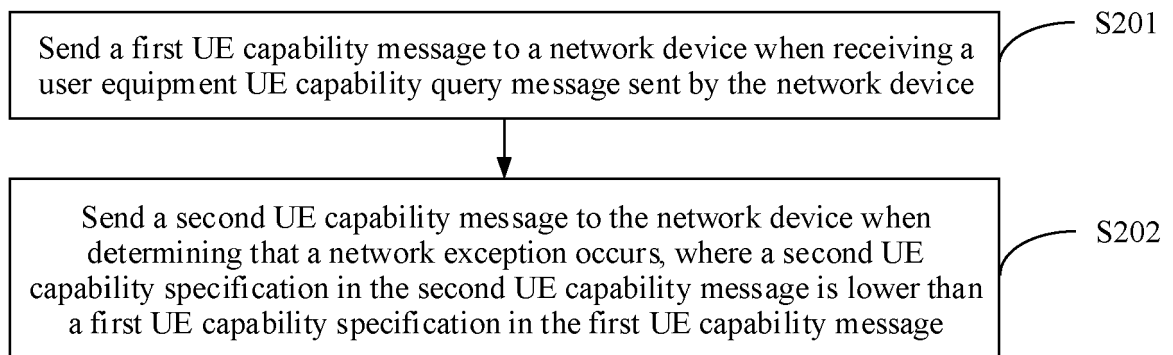 Send a first UE capability message to a network device when receiving a
user equipment UE capability query message sent by the network device
S201
Send a second UE capability message to the network device when
determining that a network exception occurs, where a second UE
capability specification in the second UE capability message is lower than
a first UE capability specification in the first UE capability message
S202